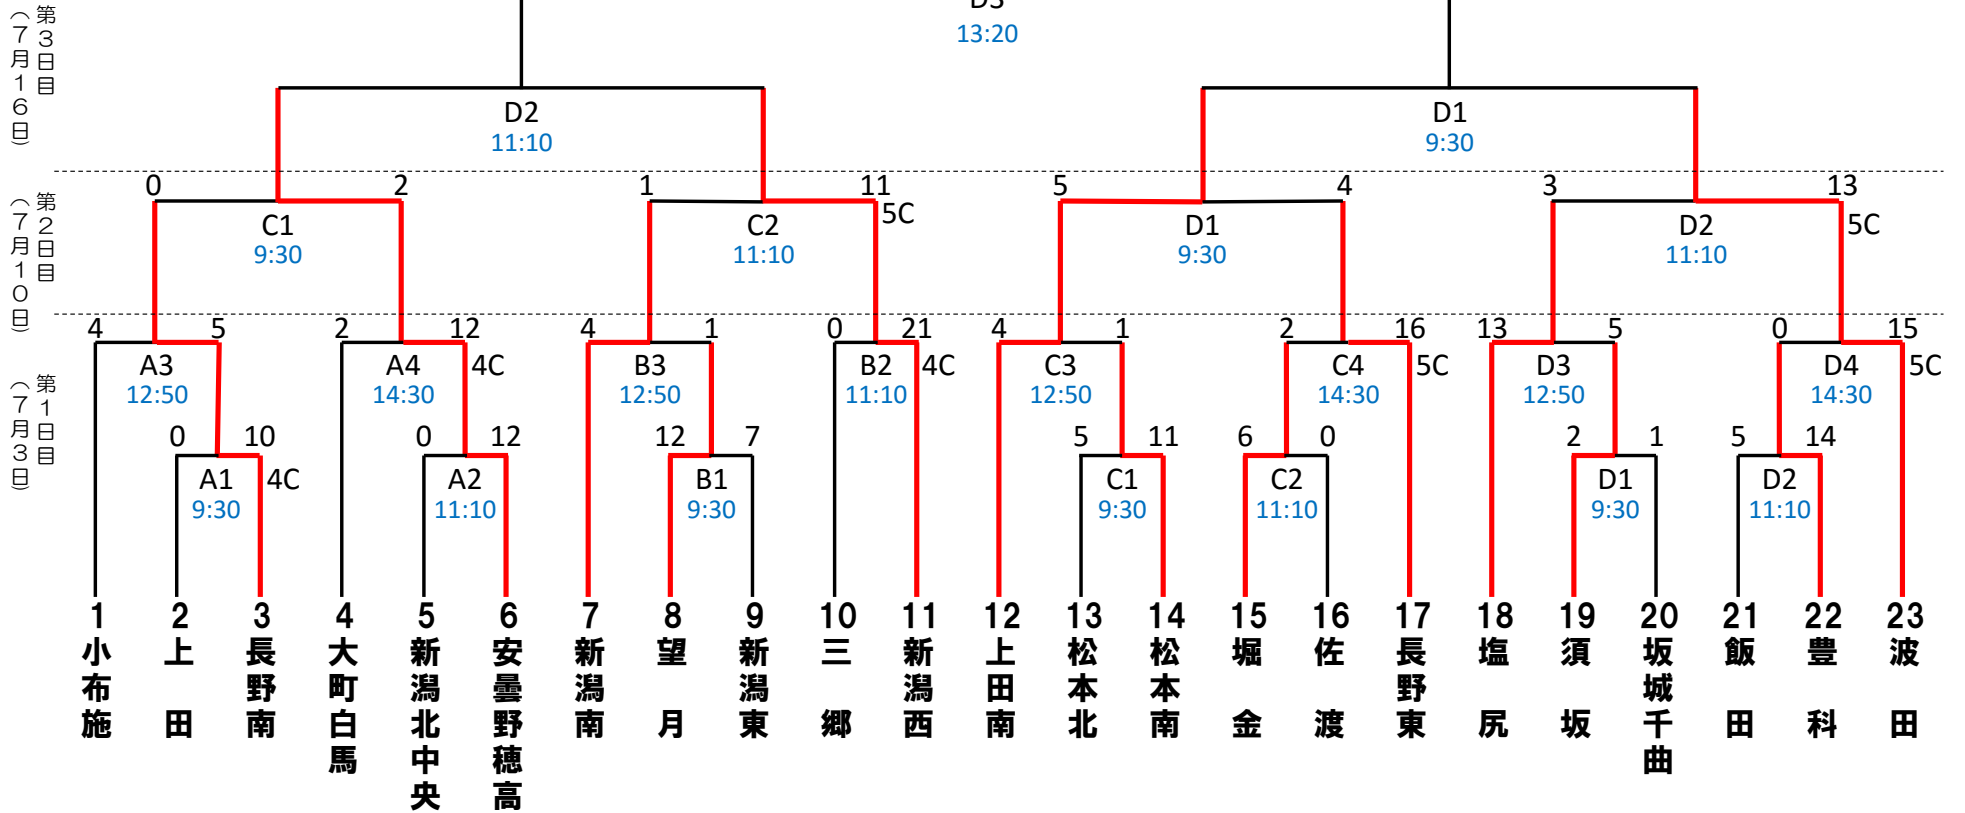 D3
13:20
第3日目
（7月16日）
D2
11:10
D1
9:30
第2日目
（7月10日）
0 2 1 11 5 4 3 13
5C 5C
C1 C2 D1 D2
9:30 11:10 9:30 11:10
第1日目
（7月3日）
4 5 2 12 4 1 0 21 4 1 2 16 13 5 0 15
A3 A4 4C B3 B2 4C C3 C4 5C D3 D4 5C
12:50 14:30 12:50 11:10 12:50 14:30 12:50 14:30
0 10 0 12 12 7 5 11 6 0 2 1 5 14
A1 4C A2 B1 C1 C2 D1 D2
9:30 11:10 9:30 9:30 11:10 9:30 11:10
1 小布施
2 上田
3 長野南
4 大町白馬
5 新潟北中央
6 安曇野穂高
7 新潟南
8 望月
9 新潟東
10 三郷
11 新潟西
12 上田南
13 松本北
14 松本南
15 堀金
16 佐渡
17 長野東
18 塩尻
19 須坂
20 坂城千曲
21 飯田
22 豊科
23 波田